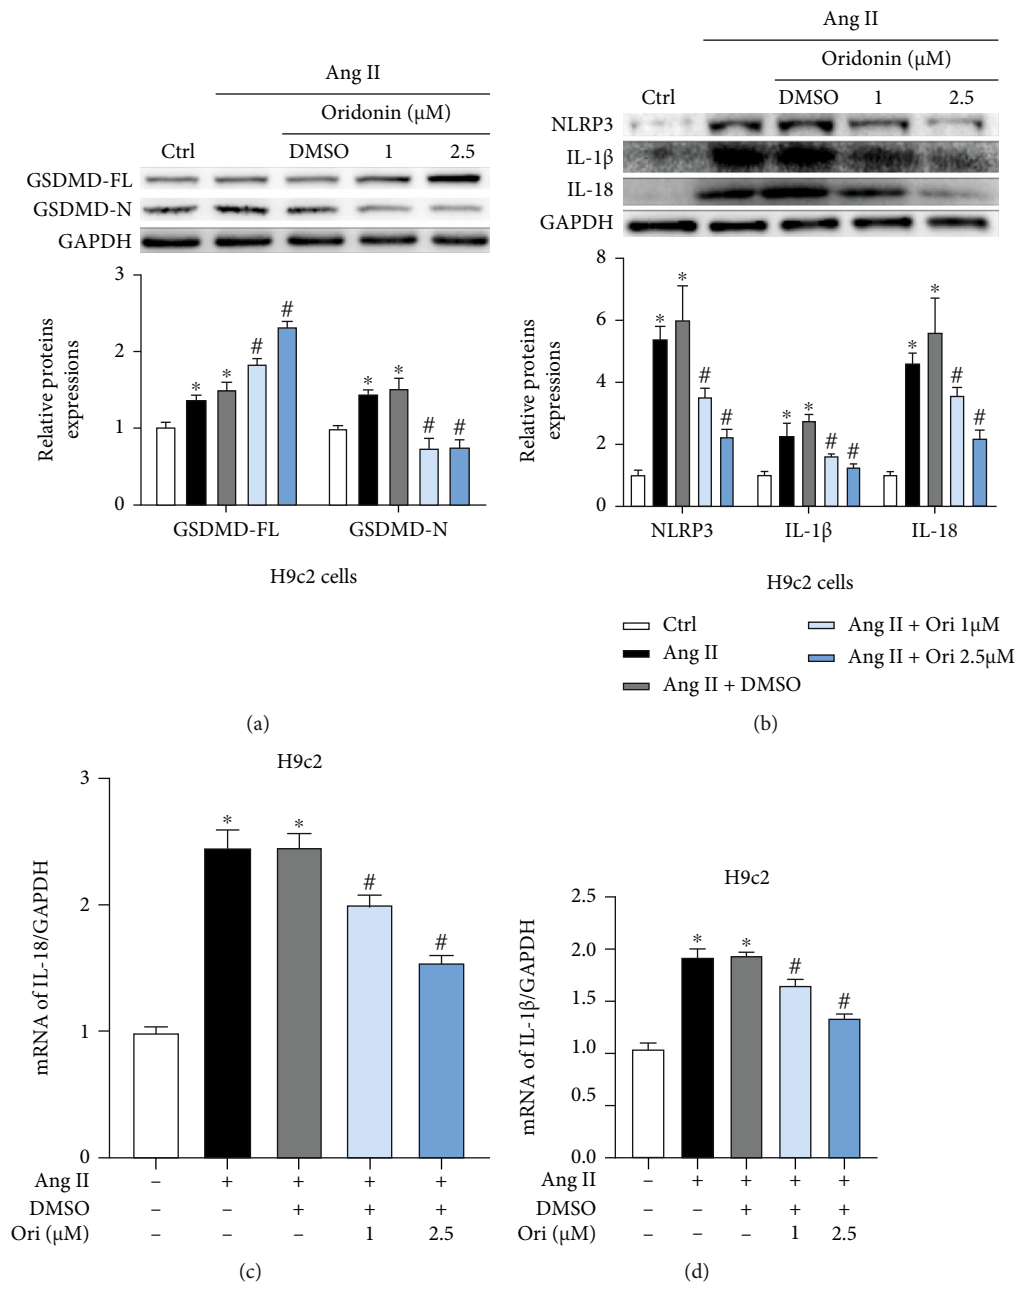 Ang II
Oridonin (μM)
Ctrl DMSO 1 2.5
GSDMD-FL
GSDMD-N
GAPDH
3
2
1
0
Relative proteins
expressions
* * # #
* * # #
GSDMD-FL GSDMD-N
H9c2 cells
(a)
Ang II
Oridonin (μM)
Ctrl DMSO 1 2.5
NLRP3
IL-1β
IL-18
GAPDH
8
6
4
2
0
Relative proteins
expressions
* * # #
* * # #
* * # #
NLRP3 IL-1β IL-18
H9c2 cells
Ctrl
Ang II
Ang II + DMSO
Ang II + Ori 1μM
Ang II + Ori 2.5μM
(b)
H9c2
3
2
1
0
mRNA of IL-18/GAPDH
* * # #
Ang II – + + + +
DMSO – – + + +
Ori (μM) – – – 1 2.5
(c)
H9c2
2.5
2.0
1.5
1.0
0.5
0.0
mRNA of IL-1β/GAPDH
* * # #
Ang II – + + + +
DMSO – – + + +
Ori (μM) – – – 1 2.5
(d)